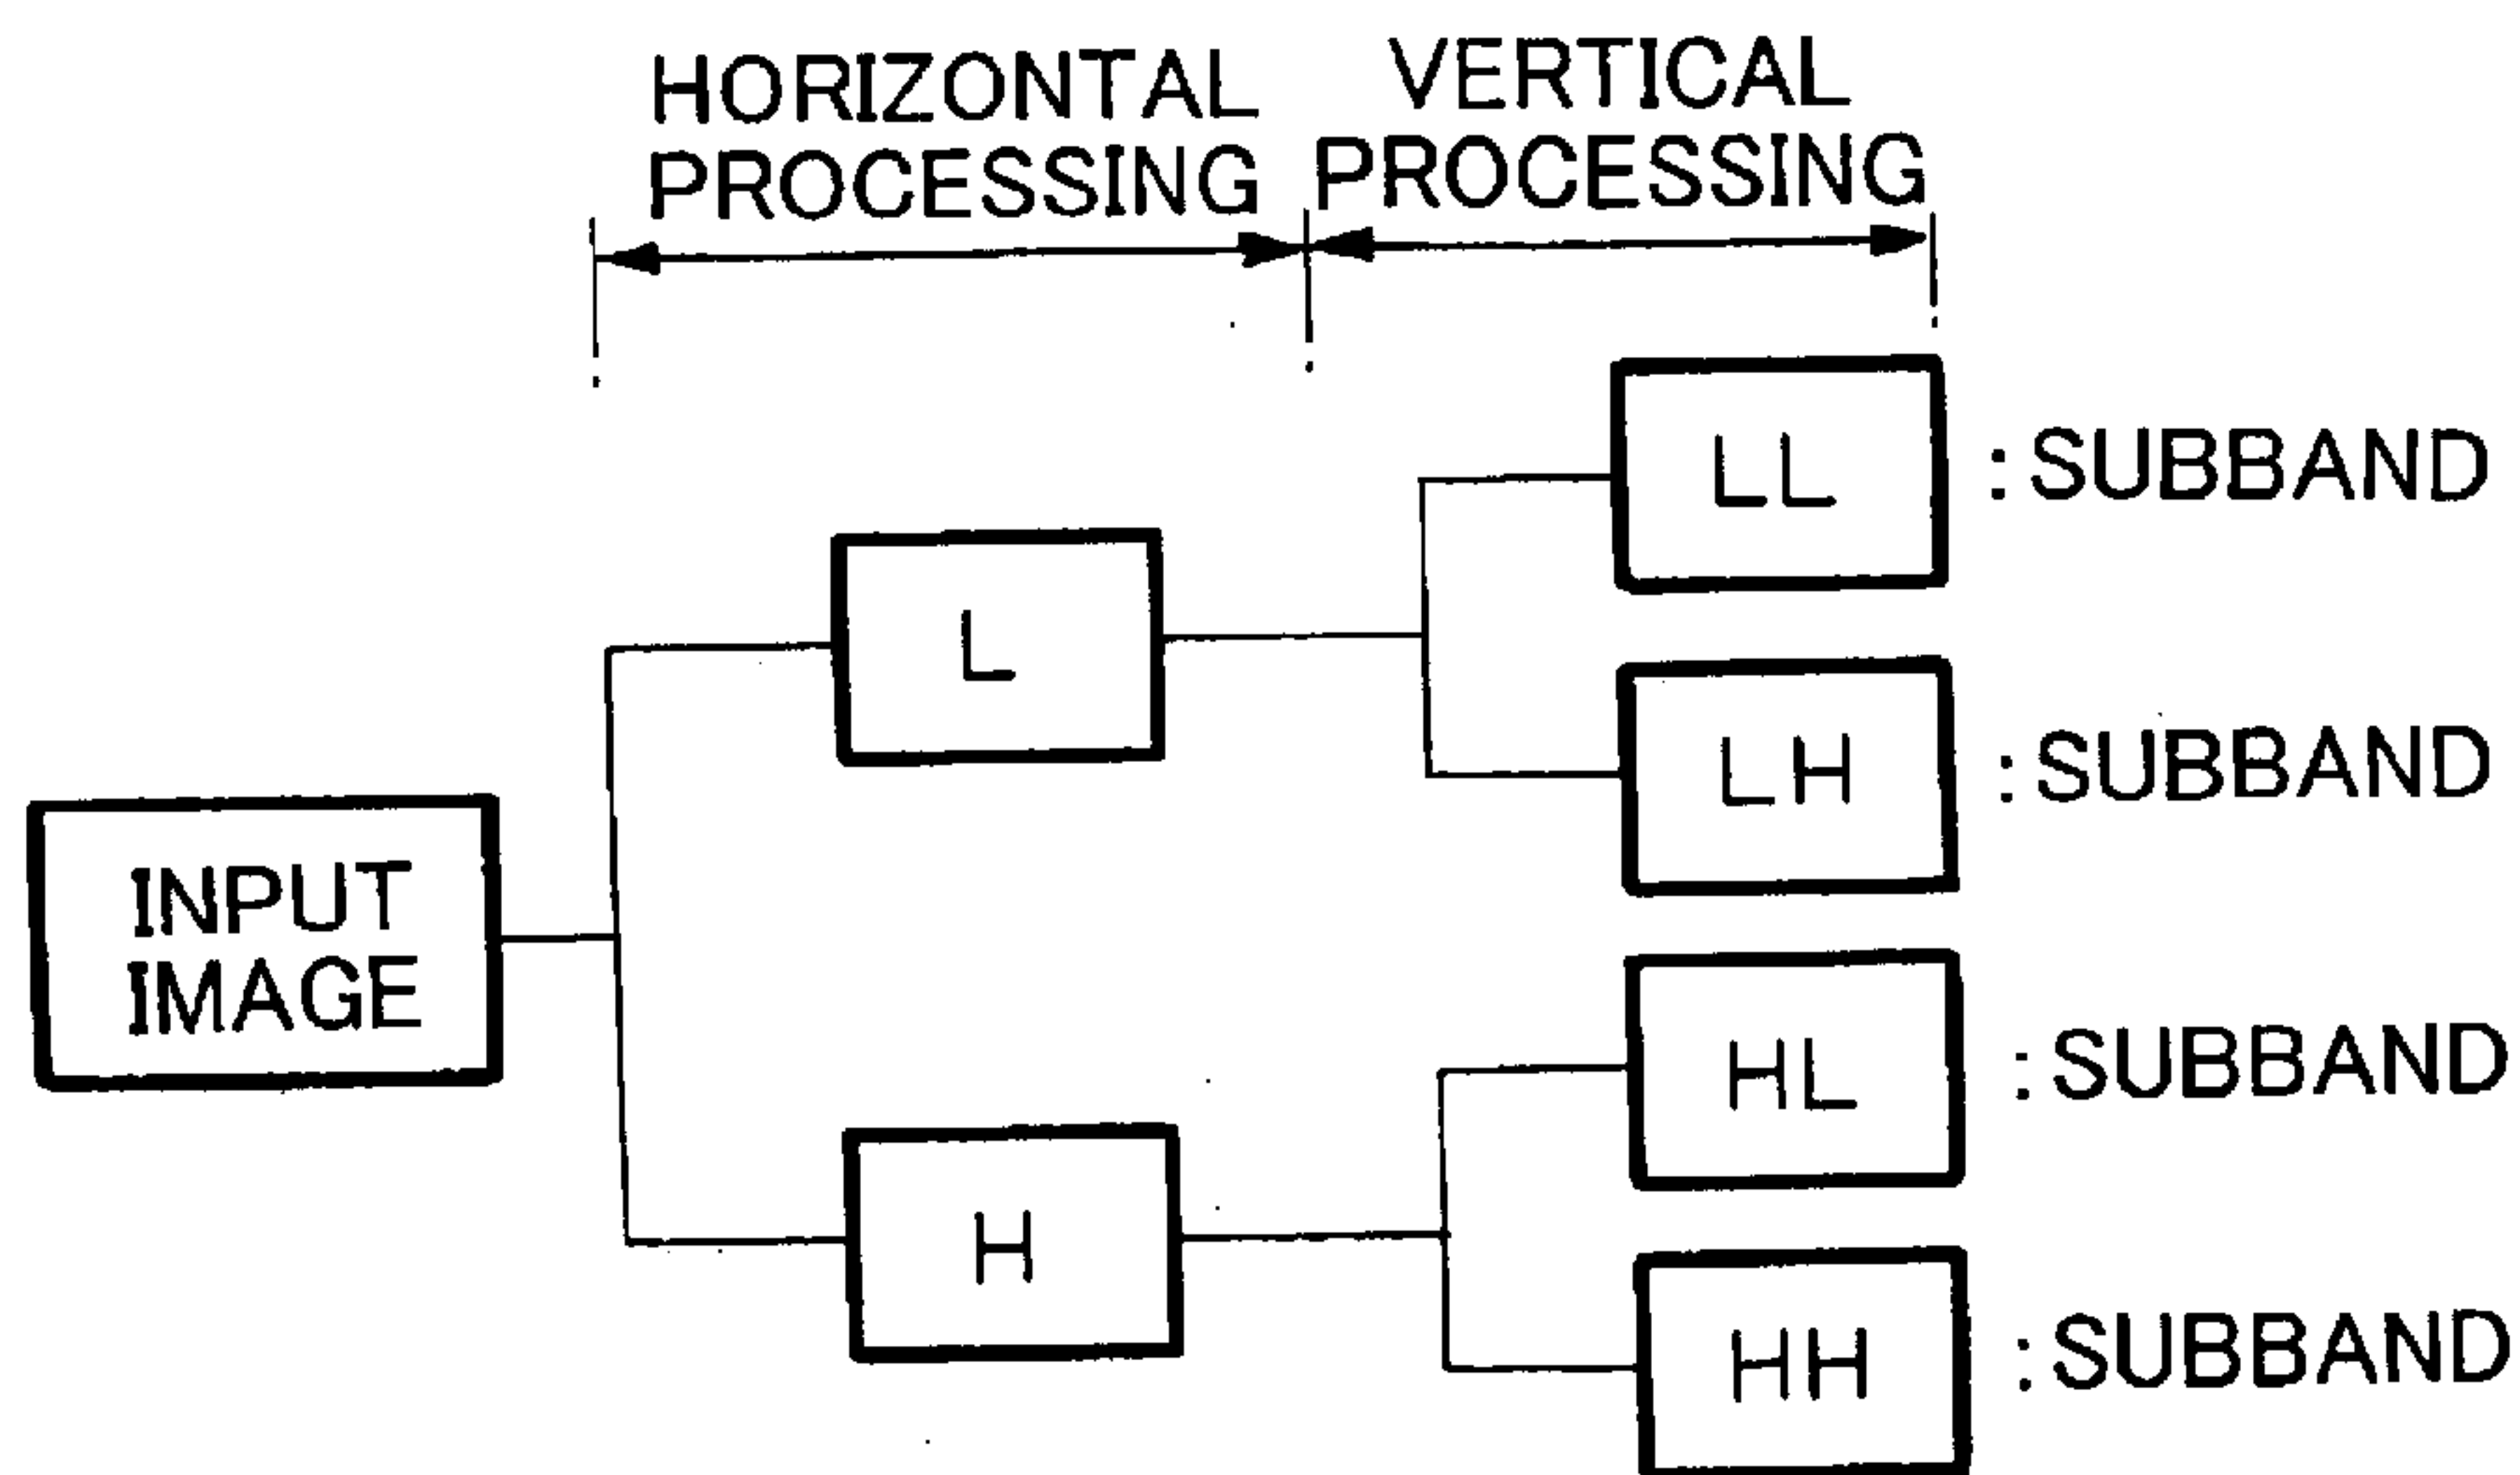 HORIZONTAL
PROCESSING
VERTICAL
PROCESSING
LL :SUBBAND
L
LH :SUBBAND
INPUT
IMAGE
HL :SUBBAND
H
HH :SUBBAND